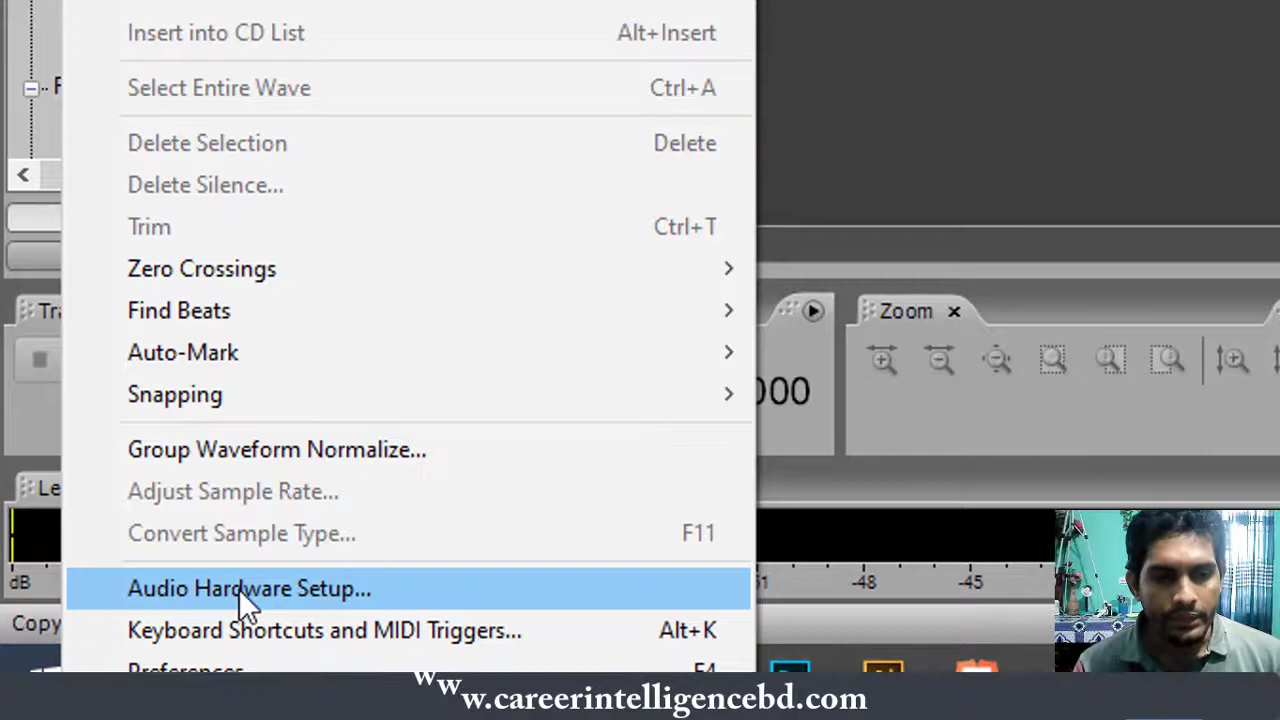 Insert into CD List Alt+Insert
Select Entire Wave Ctrl+A
Delete Selection Delete
Delete Silence...
Trim Ctrl+T
Zero Crossings
Find Beats
Auto-Mark
Snapping
Group Waveform Normalize...
Adjust Sample Rate...
Convert Sample Type... F11
Audio Hardware Setup...
Keyboard Shortcuts and MIDI Triggers... Alt+K
Preferences F4
Zoom
000
dB
-48 -45
Copy
www.careerintelligencebd.com